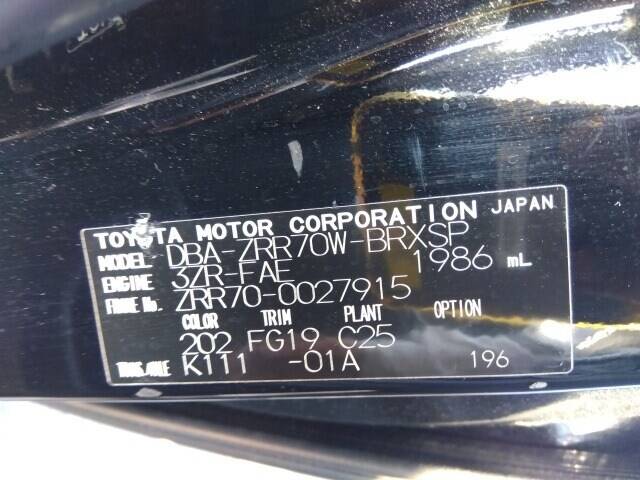 TOYOTA MOTOR CORPORATION JAPAN
MODEL DBA-ZRR70W-BRXSP
ENGINE 3ZR-FAE 1986 mL
FRAME No. ZRR70-0027915
COLOR TRIM PLANT OPTION
202 FG19 C25
TRANS./AXLE K111 -01A 196